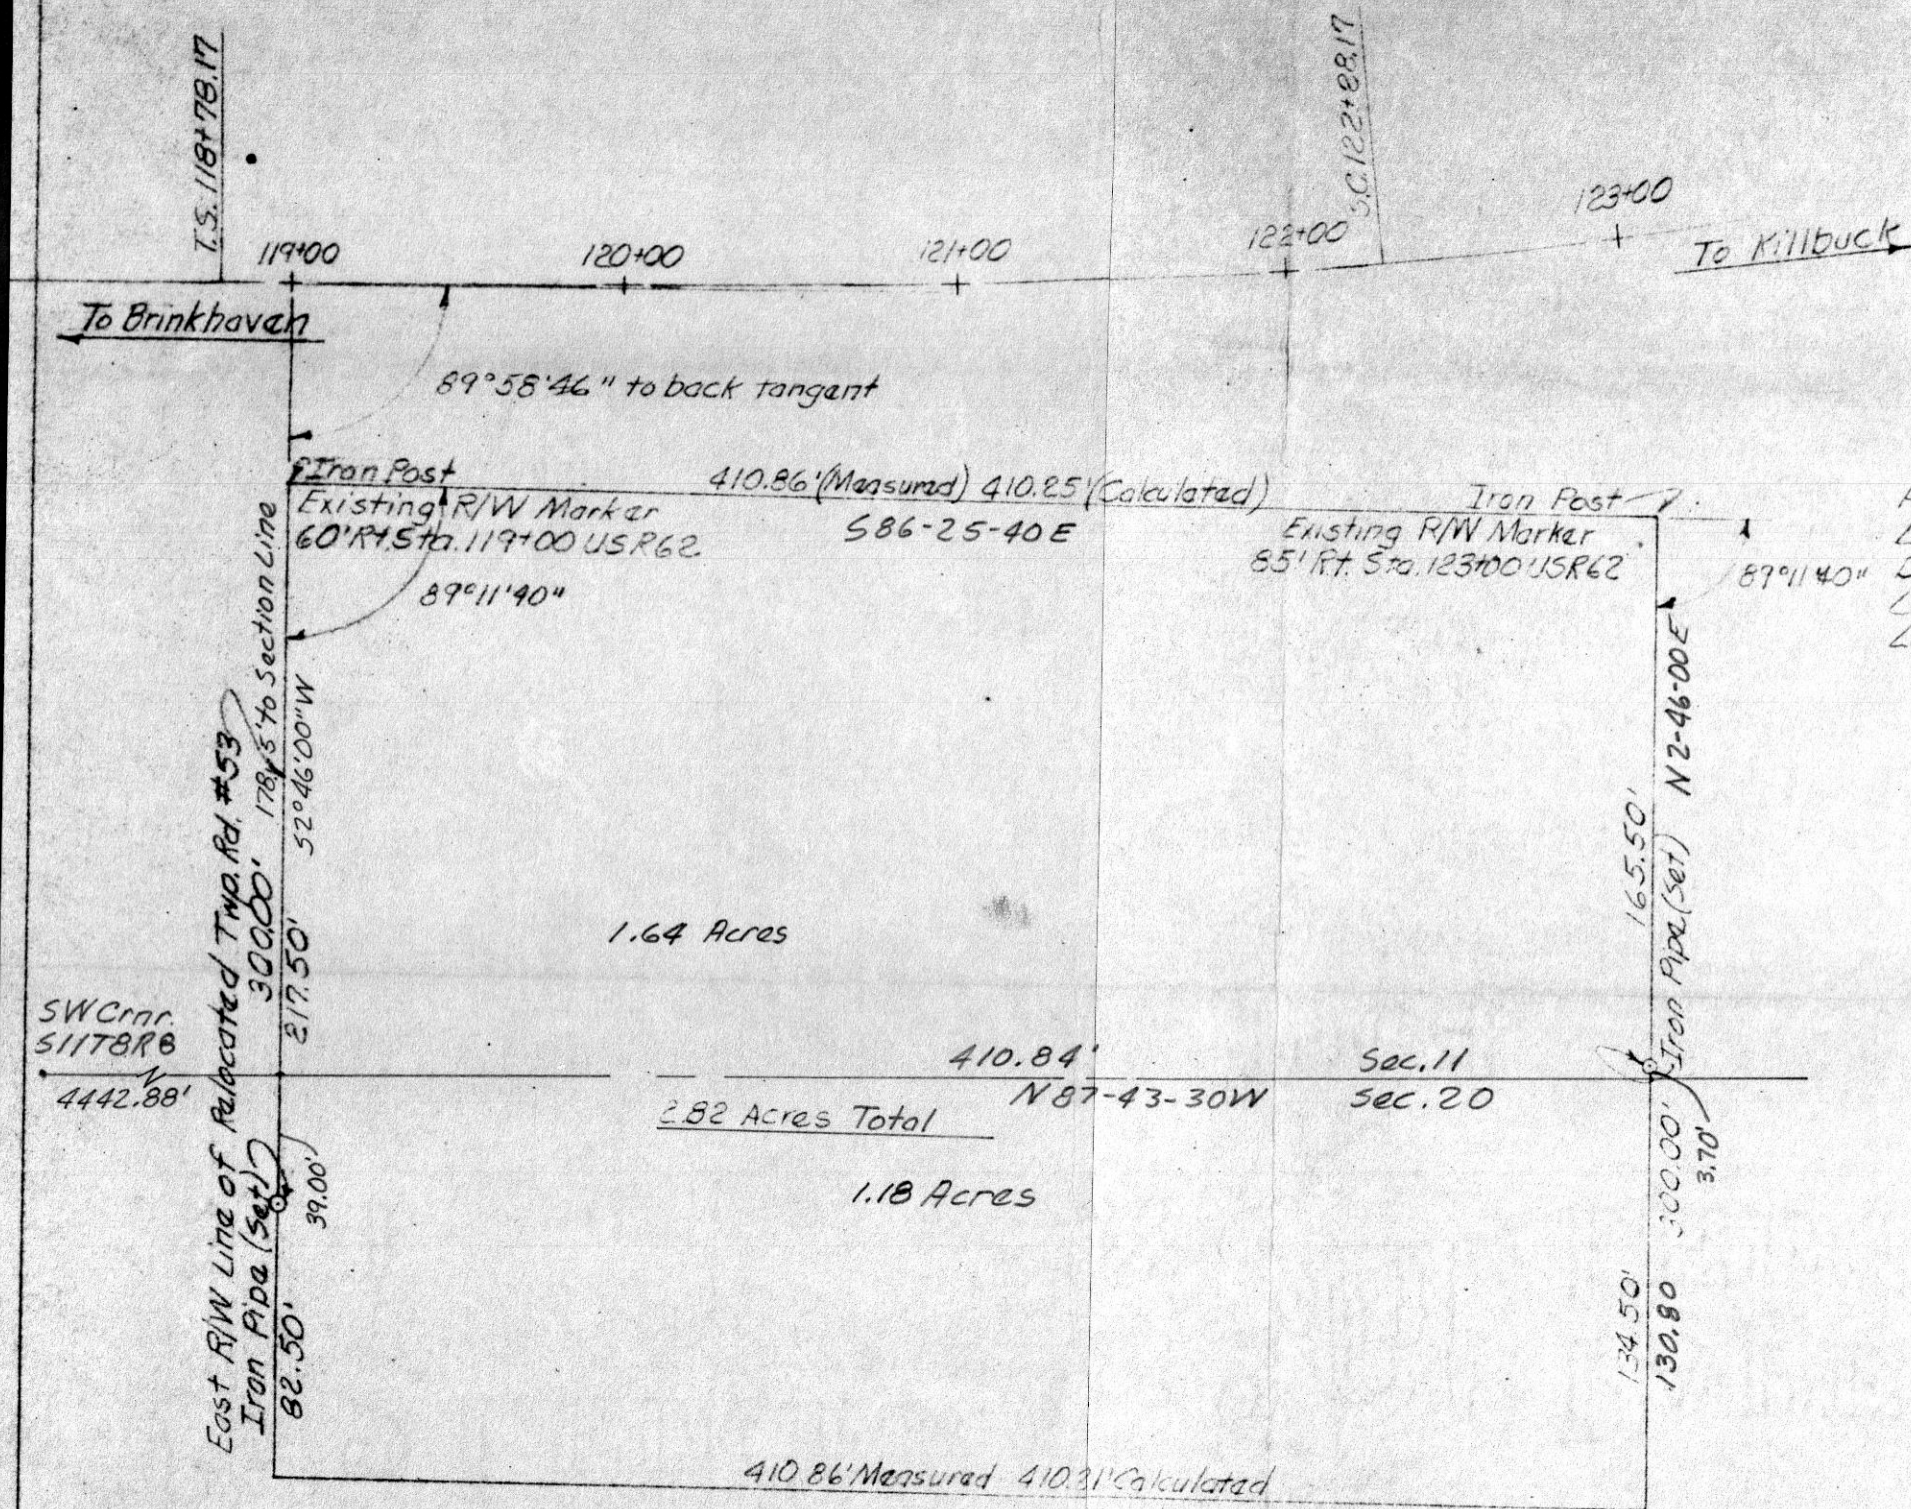 T.S. 118+78.17
S.C. 122+88.17
119+00
120+00
121+00
122+00
123+00
To Killbuck
To Brinkhaven
89°58'46" to back tangent
Iron Post
410.86'(Measured) 410.25'(Calculated)
Iron Post
Existing R/W Marker
60' Rt. Sta. 119+00 USR62
S86-25-40E
Existing R/W Marker
85' Rt. Sta. 123+00 USR62
89°11'40"
89°11'40"
to Section Line
S2°46'00"W
East R/W Line of Relocated Twp. Rd. #53
300.00'
217.50'
N2-46-00E
165.50'
Iron Pipe (Set)
1.64 Acres
SW Crnr.
S11T8R8
4442.88'
410.84'
Sec. 11
N87-43-30W
Sec. 20
2.82 Acres Total
1.18 Acres
Iron Pipe (Set)
39.00'
82.50'
300.00'
3.70'
134.50'
130.80
410.86' Measured Calculated